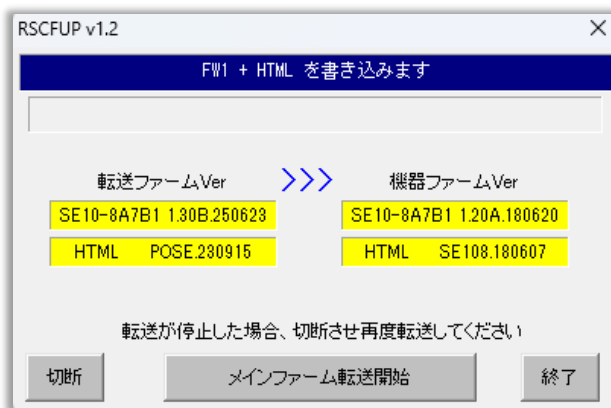 RSCFUP v1.2
FW1 + HTML を書き込みます
転送ファームVer >>> 機器ファームVer
SE10-8A7B1 1.30B.250623 SE10-8A7B1 1.20A.180620
HTML POSE.230915 HTML SE108.180607
転送が停止した場合、切断させ再度転送してください
切断 メインファーム転送開始 終了